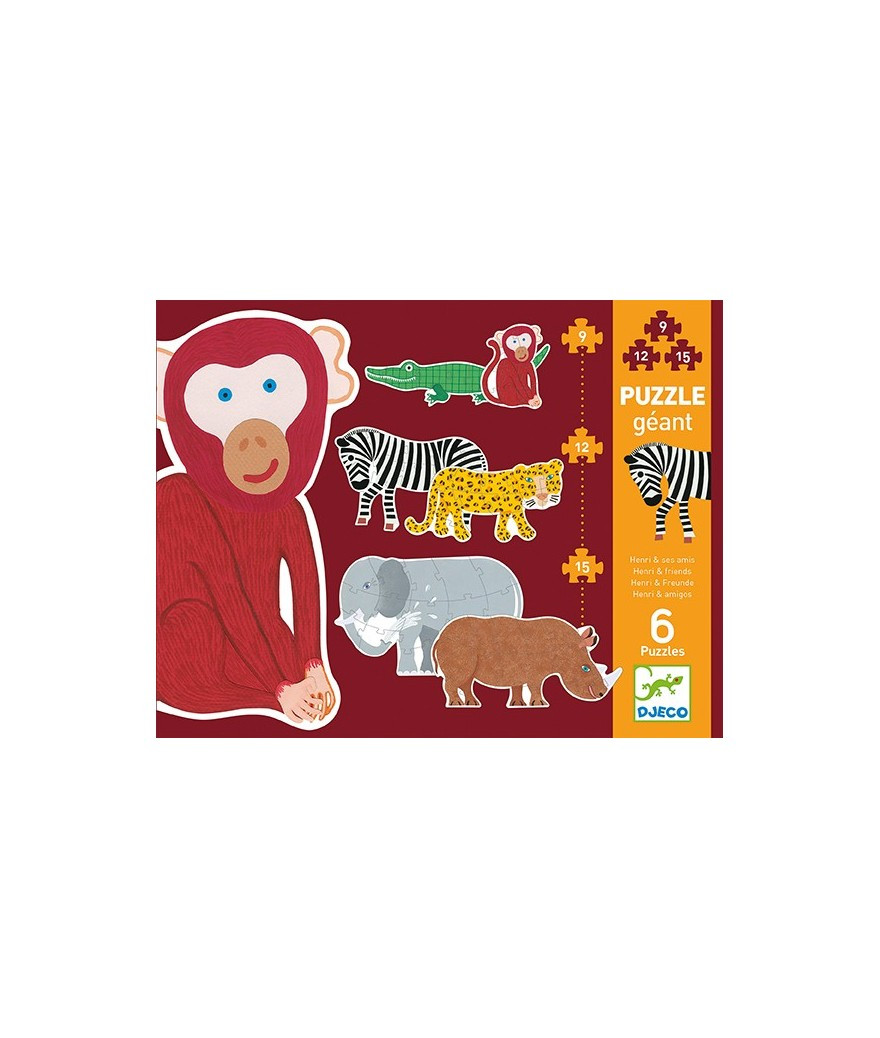 9
12
15
9
12 15
PUZZLE
géant
Henri & ses amis
Henri & friends
Henri & Freunde
Henri & amigos
6
Puzzles
DJECO